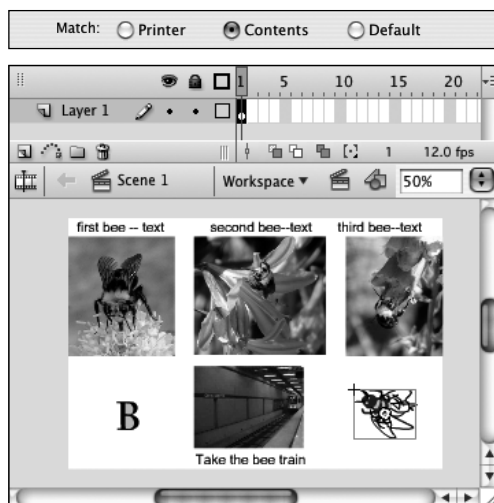 Match: Printer Contents Default
1 5 10 15 20
Layer 1
1 12.0 fps
Scene 1 Workspace 50%
first bee -- text second bee--text third bee--text
B
Take the bee train